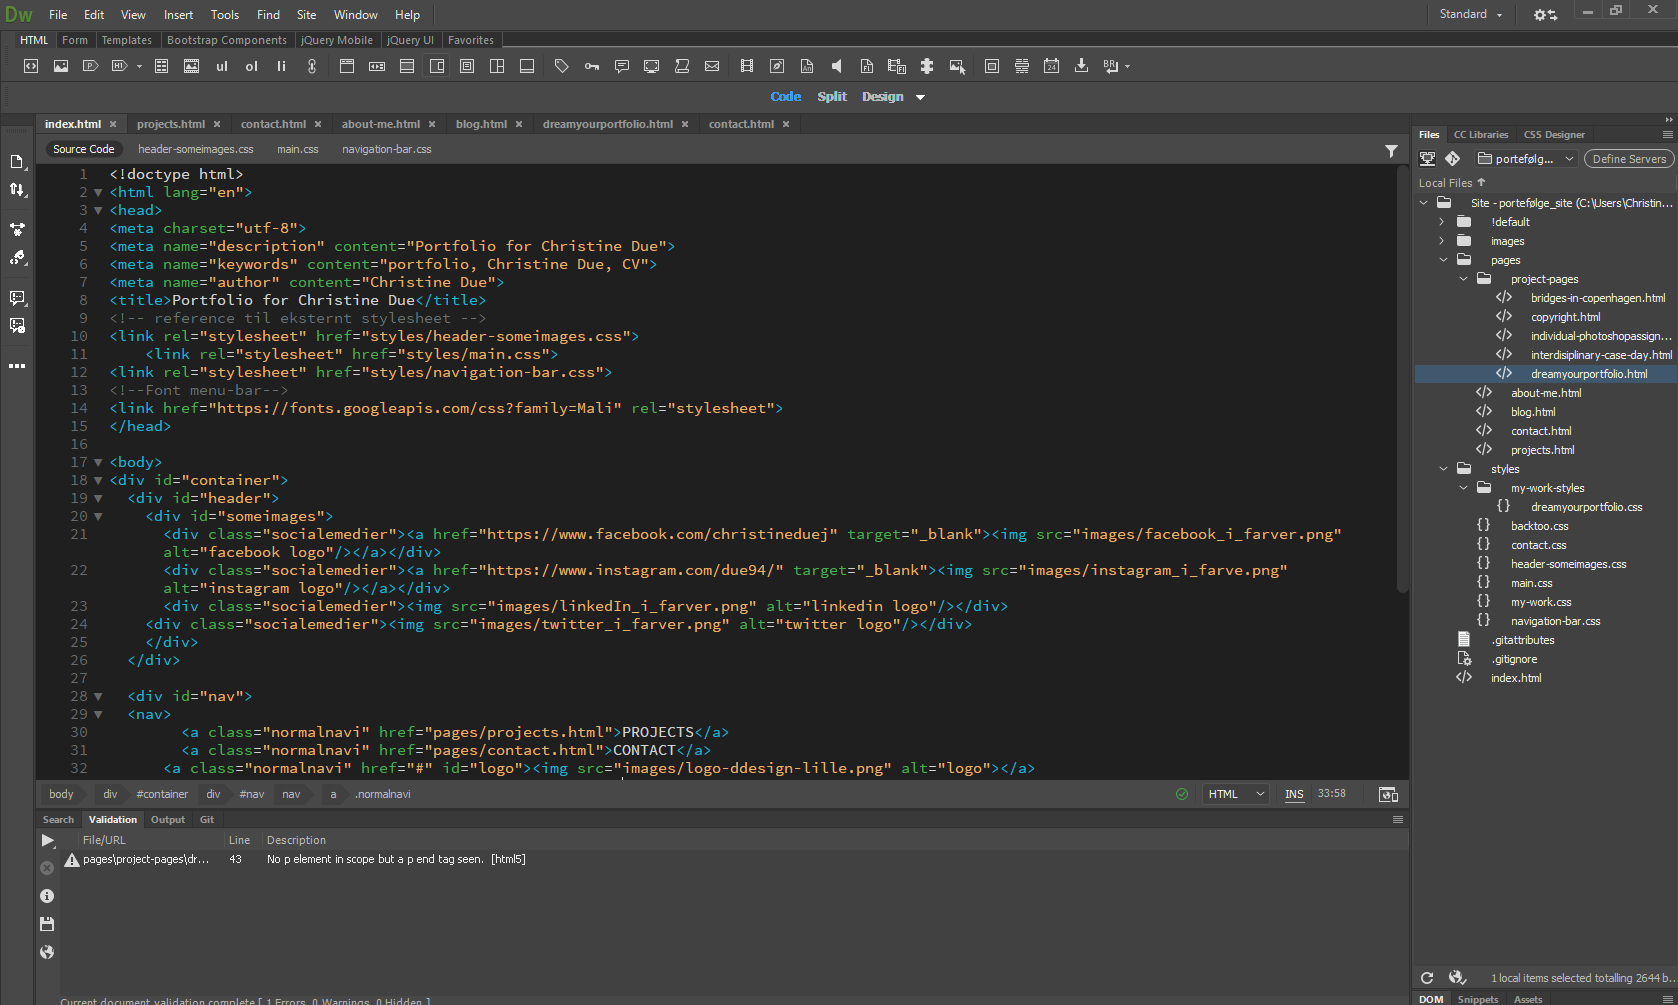 Dw File Edit View Insert Tools Find Site Window Help Standard
HTML Form Templates Bootstrap Components jQuery Mobile jQuery UI Favorites
ul ol li
Code Split Design
index.html projects.html contact.html about-me.html blog.html dreamyourportfolio.html contact.html
Source Code header-someimages.css main.css navigation-bar.css
1 <!doctype html>
2 <html lang="en">
3 <head>
4 <meta charset="utf-8">
5 <meta name="description" content="Portfolio for Christine Due">
6 <meta name="keywords" content="portfolio, Christine Due, CV">
7 <meta name="author" content="Christine Due">
8 <title>Portfolio for Christine Due</title>
9 <!-- reference til eksternt stylesheet -->
10 <link rel="stylesheet" href="styles/header-someimages.css">
11 <link rel="stylesheet" href="styles/main.css">
12 <link rel="stylesheet" href="styles/navigation-bar.css">
13 <!--Font menu-bar-->
14 <link href="https://fonts.googleapis.com/css?family=Mali" rel="stylesheet">
15 </head>
16
17 <body>
18 <div id="container">
19 <div id="header">
20 <div id="someimages">
21 <div class="socialemedier"><a href="https://www.facebook.com/christineduej" target="_blank"><img src="images/facebook_i_farver.png"
alt="facebook logo"/></a></div>
22 <div class="socialemedier"><a href="https://www.instagram.com/due94/" target="_blank"><img src="images/instagram_i_farve.png"
alt="instagram logo"/></a></div>
23 <div class="socialemedier"><img src="images/linkedIn_i_farver.png" alt="linkedin logo"/></div>
24 <div class="socialemedier"><img src="images/twitter_i_farver.png" alt="twitter logo"/></div>
25 </div>
26 </div>
27
28 <div id="nav">
29 <nav>
30 <a class="normalnavi" href="pages/projects.html">PROJECTS</a>
31 <a class="normalnavi" href="pages/contact.html">CONTACT</a>
32 <a class="normalnavi" href="#" id="logo"><img src="images/logo-ddesign-lille.png" alt="logo"></a>
body div #container div #nav nav a .normalnavi HTML INS 33:58
Search Validation Output Git
File/URL Line Description
pages\project-pages\dr... 43 No p element in scope but a p end tag seen. [html5]
Current document validation complete [ 1 Errors, 0 Warnings, 0 Hidden ]
Files CC Libraries CSS Designer
portefølg... Define Servers
Local Files
Site - portefølge_site (C:\Users\Christin...
!default
images
pages
project-pages
bridges-in-copenhagen.html
copyright.html
individual-photoshopassign...
interdisiplinary-case-day.html
dreamyourportfolio.html
about-me.html
blog.html
contact.html
projects.html
styles
my-work-styles
dreamyourportfolio.css
backtoo.css
contact.css
header-someimages.css
main.css
my-work.css
navigation-bar.css
.gitattributes
.gitignore
index.html
1 local items selected totalling 2644 b...
DOM Snippets Assets